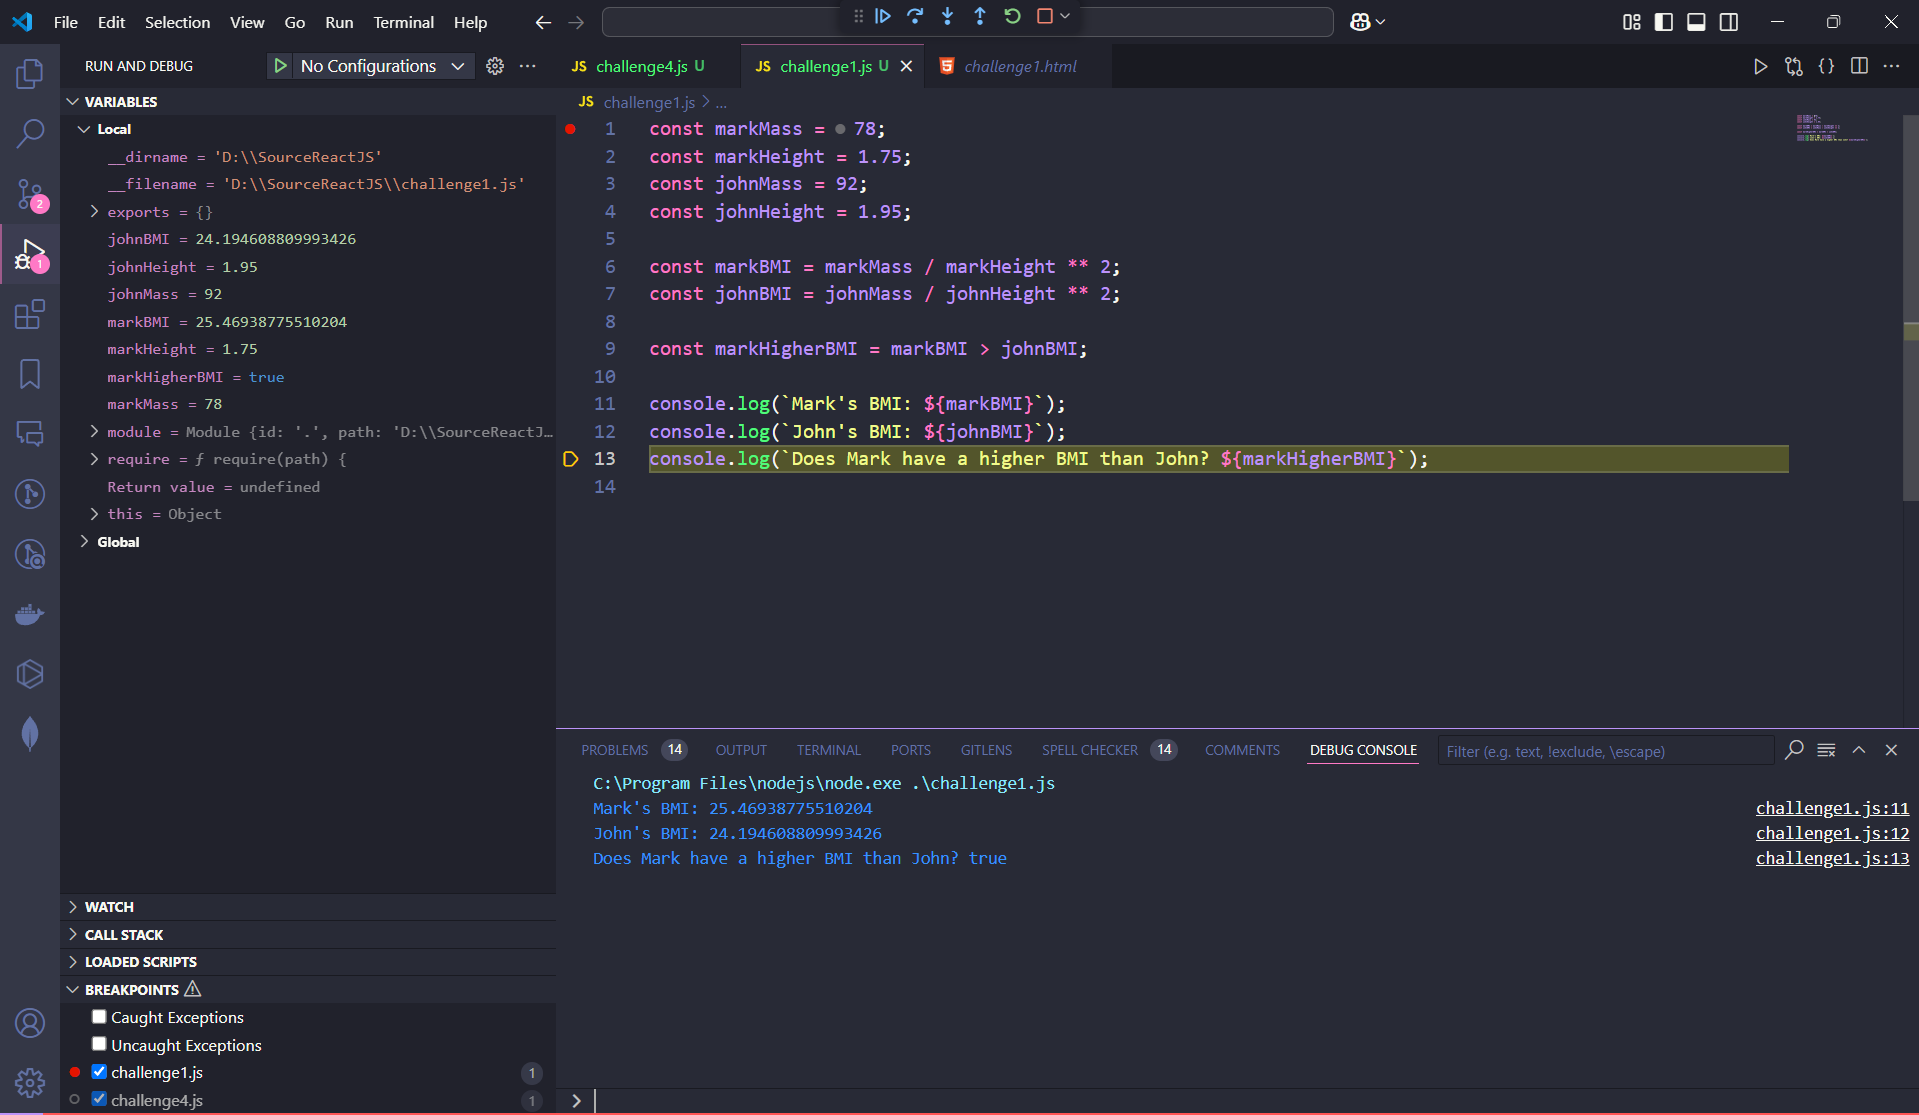 File Edit Selection View Go Run Terminal Help
RUN AND DEBUG No Configurations
JS challenge4.js U JS challenge1.js U challenge1.html
VARIABLES
Local
__dirname = 'D:\\SourceReactJS'
__filename = 'D:\\SourceReactJS\\challenge1.js'
exports = {}
johnBMI = 24.194608809993426
johnHeight = 1.95
johnMass = 92
markBMI = 25.46938775510204
markHeight = 1.75
markHigherBMI = true
markMass = 78
module = Module {id: '.', path: 'D:\\SourceReactJ...
require = ƒ require(path) {
Return value = undefined
this = Object
Global
2
1
WATCH
CALL STACK
LOADED SCRIPTS
BREAKPOINTS
Caught Exceptions
Uncaught Exceptions
challenge1.js 1
challenge4.js 1
JS challenge1.js > ...
1 const markMass = 78;
2 const markHeight = 1.75;
3 const johnMass = 92;
4 const johnHeight = 1.95;
5
6 const markBMI = markMass / markHeight ** 2;
7 const johnBMI = johnMass / johnHeight ** 2;
8
9 const markHigherBMI = markBMI > johnBMI;
10
11 console.log(`Mark's BMI: ${markBMI}`);
12 console.log(`John's BMI: ${johnBMI}`);
13 console.log(`Does Mark have a higher BMI than John? ${markHigherBMI}`);
14
PROBLEMS 14 OUTPUT TERMINAL PORTS GITLENS SPELL CHECKER 14 COMMENTS DEBUG CONSOLE Filter (e.g. text, !exclude, \escape)
C:\Program Files\nodejs\node.exe .\challenge1.js
Mark's BMI: 25.46938775510204 challenge1.js:11
John's BMI: 24.194608809993426 challenge1.js:12
Does Mark have a higher BMI than John? true challenge1.js:13
>